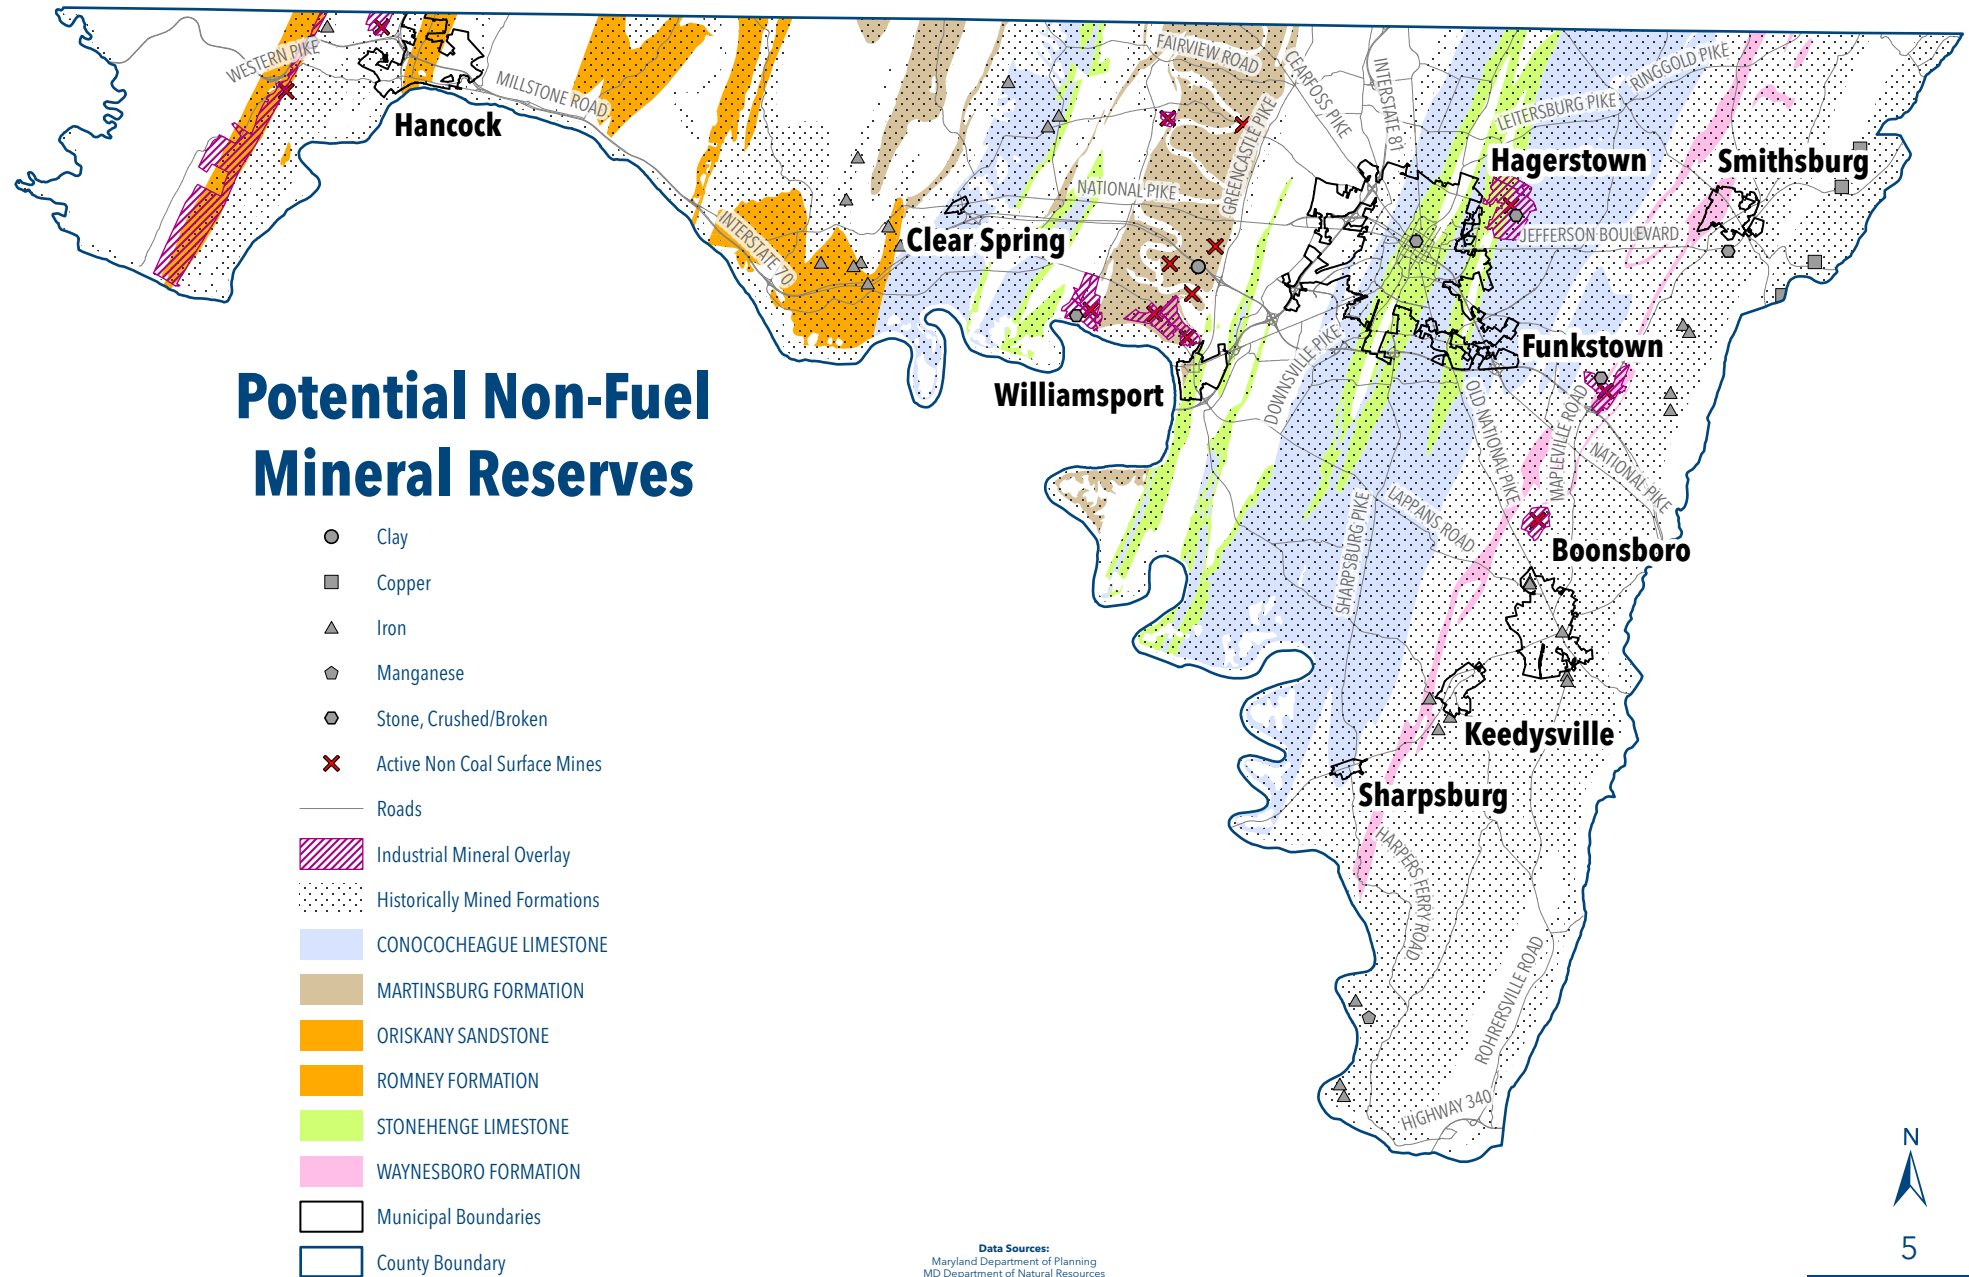 WESTERN PIKE
MILLSTONE ROAD
Hancock
FAIRVIEW ROAD
CEARFOSS PIKE
INTERSTATE 81
RINGGOLD PIKE
LEITERSBURG PIKE
GREENCASTLE PIKE
NATIONAL PIKE
Hagerstown
Smithsburg
INTERSTATE 70
Clear Spring
JEFFERSON BOULEVARD
Funkstown
Williamsport
DOWNSVILLE PIKE
OLD NATIONAL PIKE
MAPLEVILLE ROAD
NATIONAL PIKE
SHARPSBURG PIKE
LAPPANS ROAD
Boonsboro
Keedysville
Sharpsburg
HARPERS FERRY ROAD
ROHRERSVILLE ROAD
HIGHWAY 340
Potential Non-Fuel
Mineral Reserves
Clay
Copper
Iron
Manganese
Stone, Crushed/Broken
Active Non Coal Surface Mines
Roads
Industrial Mineral Overlay
Historically Mined Formations
CONOCOCHEAGUE LIMESTONE
MARTINSBURG FORMATION
ORISKANY SANDSTONE
ROMNEY FORMATION
STONEHENGE LIMESTONE
WAYNESBORO FORMATION
Municipal Boundaries
County Boundary
Data Sources:
Maryland Department of Planning
MD Department of Natural Resources
N
5